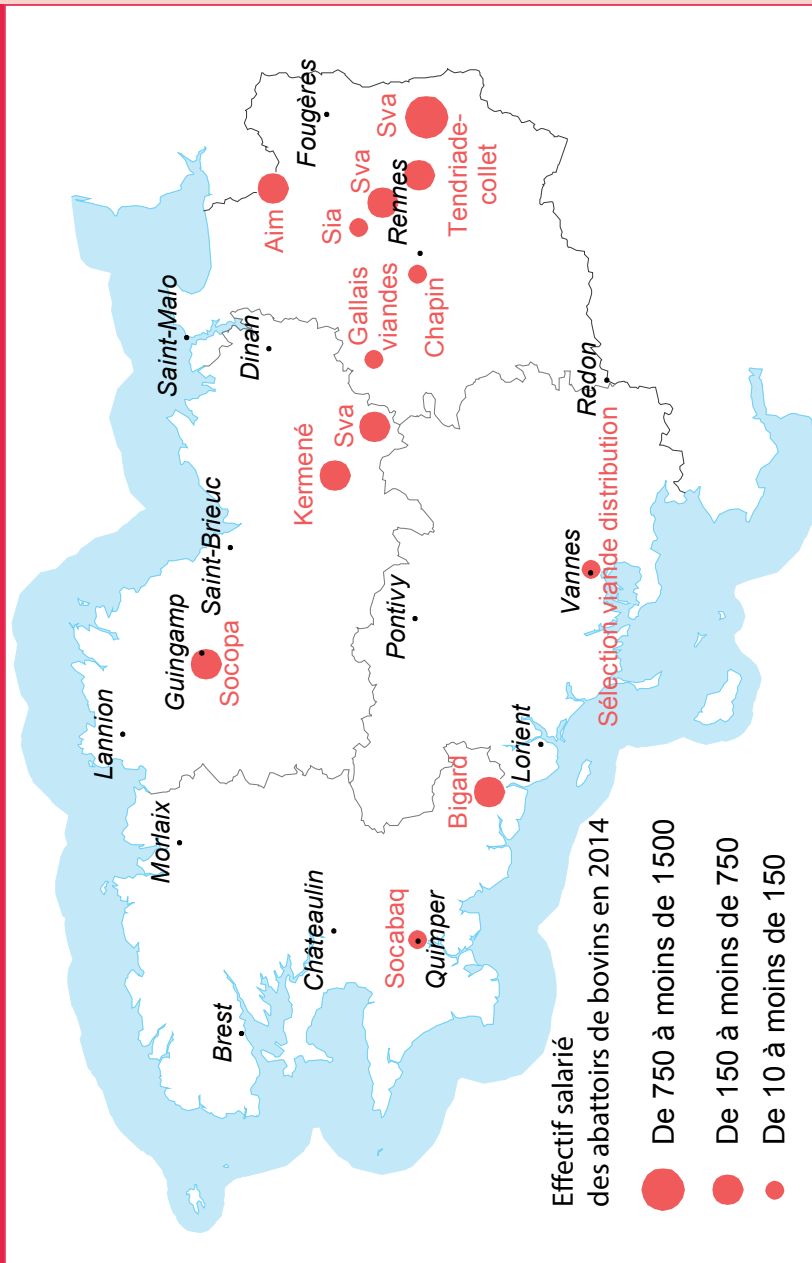 Saint-Malo
Lannion
Morlaix
Guingamp
Socopa
Saint-Brieuc
Dinan
Aim
Fougères
Brest
Châteaulin
Kermené
Sva
Gallais
viandes
Sia
Sva
Sva
Rennes
Chapin
Tendriade-
collet
Socabaq
Quimper
Pontivy
Bigard
Lorient
Vannes
Sélection viande distribution
Redon
Effectif salarié
des abattoirs de bovins en 2014
De 750 à moins de 1500
De 150 à moins de 750
De 10 à moins de 150